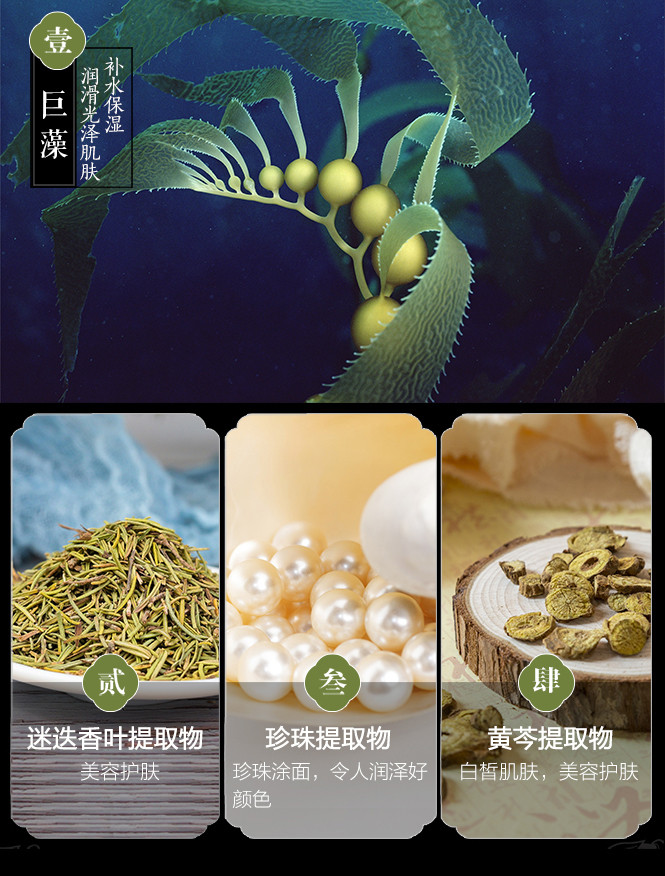 壹
巨藻
补水保湿
润滑光泽肌肤
贰
迷迭香叶提取物
美容护肤
叁
珍珠提取物
珍珠涂面，令人润泽好
颜色
肆
黄芩提取物
白皙肌肤，美容护肤